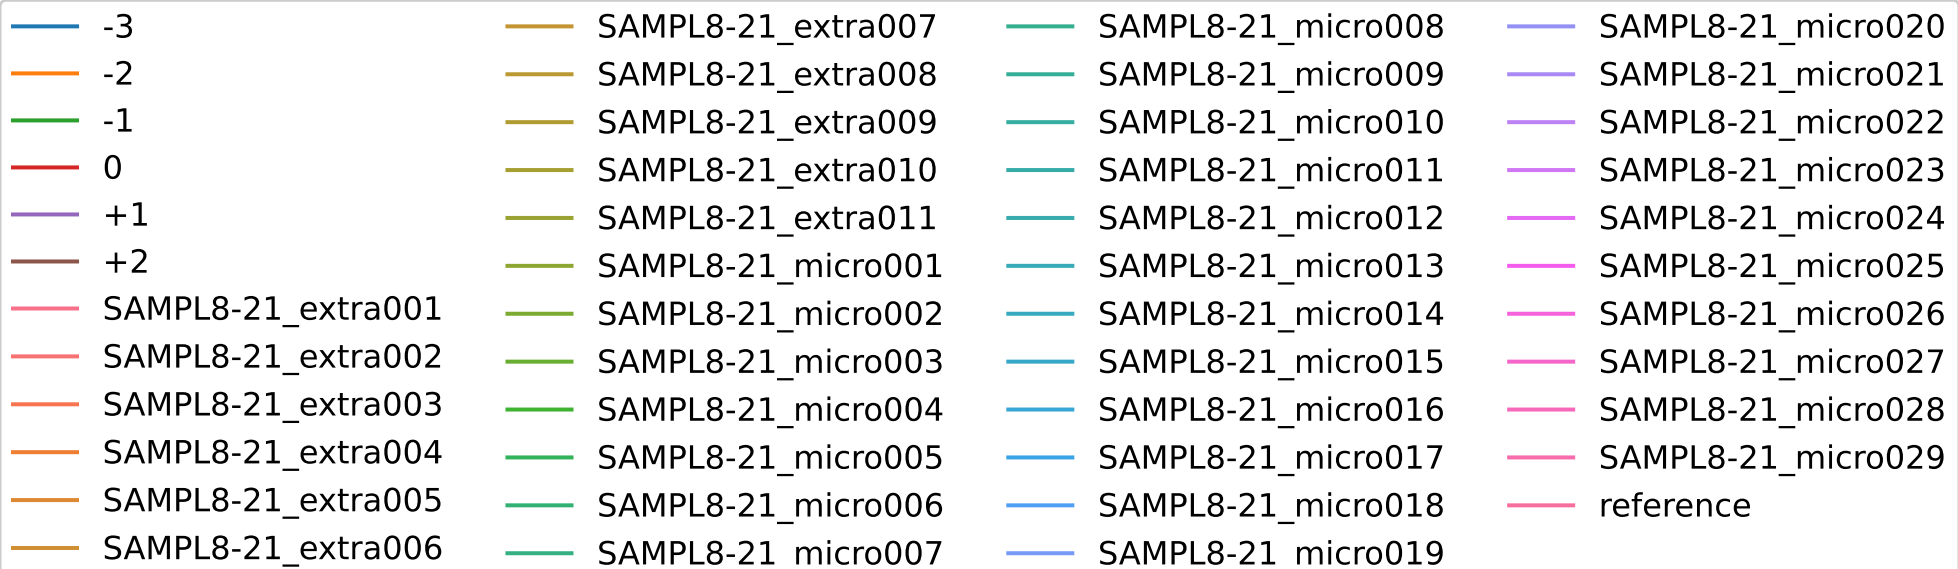 -3
-2
-1
0
+1
+2
SAMPL8-21_extra001
SAMPL8-21_extra002
SAMPL8-21_extra003
SAMPL8-21_extra004
SAMPL8-21_extra005
SAMPL8-21_extra006
SAMPL8-21_extra007
SAMPL8-21_extra008
SAMPL8-21_extra009
SAMPL8-21_extra010
SAMPL8-21_extra011
SAMPL8-21_micro001
SAMPL8-21_micro002
SAMPL8-21_micro003
SAMPL8-21_micro004
SAMPL8-21_micro005
SAMPL8-21_micro006
SAMPL8-21_micro007
SAMPL8-21_micro008
SAMPL8-21_micro009
SAMPL8-21_micro010
SAMPL8-21_micro011
SAMPL8-21_micro012
SAMPL8-21_micro013
SAMPL8-21_micro014
SAMPL8-21_micro015
SAMPL8-21_micro016
SAMPL8-21_micro017
SAMPL8-21_micro018
SAMPL8-21_micro019
SAMPL8-21_micro020
SAMPL8-21_micro021
SAMPL8-21_micro022
SAMPL8-21_micro023
SAMPL8-21_micro024
SAMPL8-21_micro025
SAMPL8-21_micro026
SAMPL8-21_micro027
SAMPL8-21_micro028
SAMPL8-21_micro029
reference